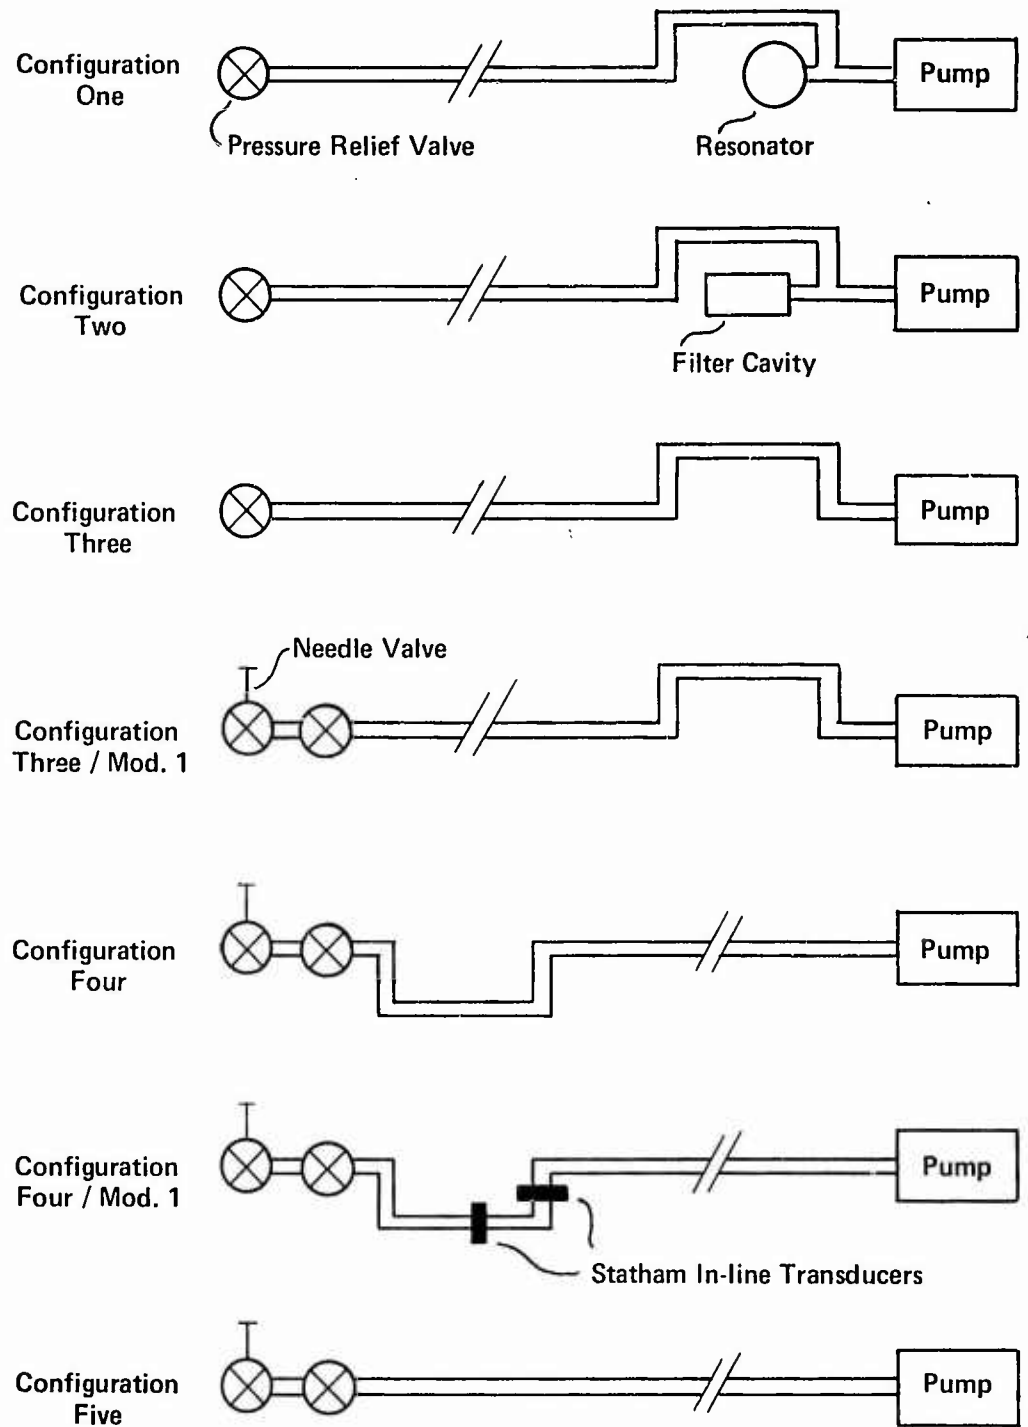 Configuration
One
Pump
Pressure Relief Valve
Resonator
Configuration
Two
Pump
Filter Cavity
Configuration
Three
Pump
Needle Valve
Configuration
Three / Mod. 1
Pump
Configuration
Four
Pump
Configuration
Four / Mod. 1
Pump
Statham In-line Transducers
Configuration
Five
Pump